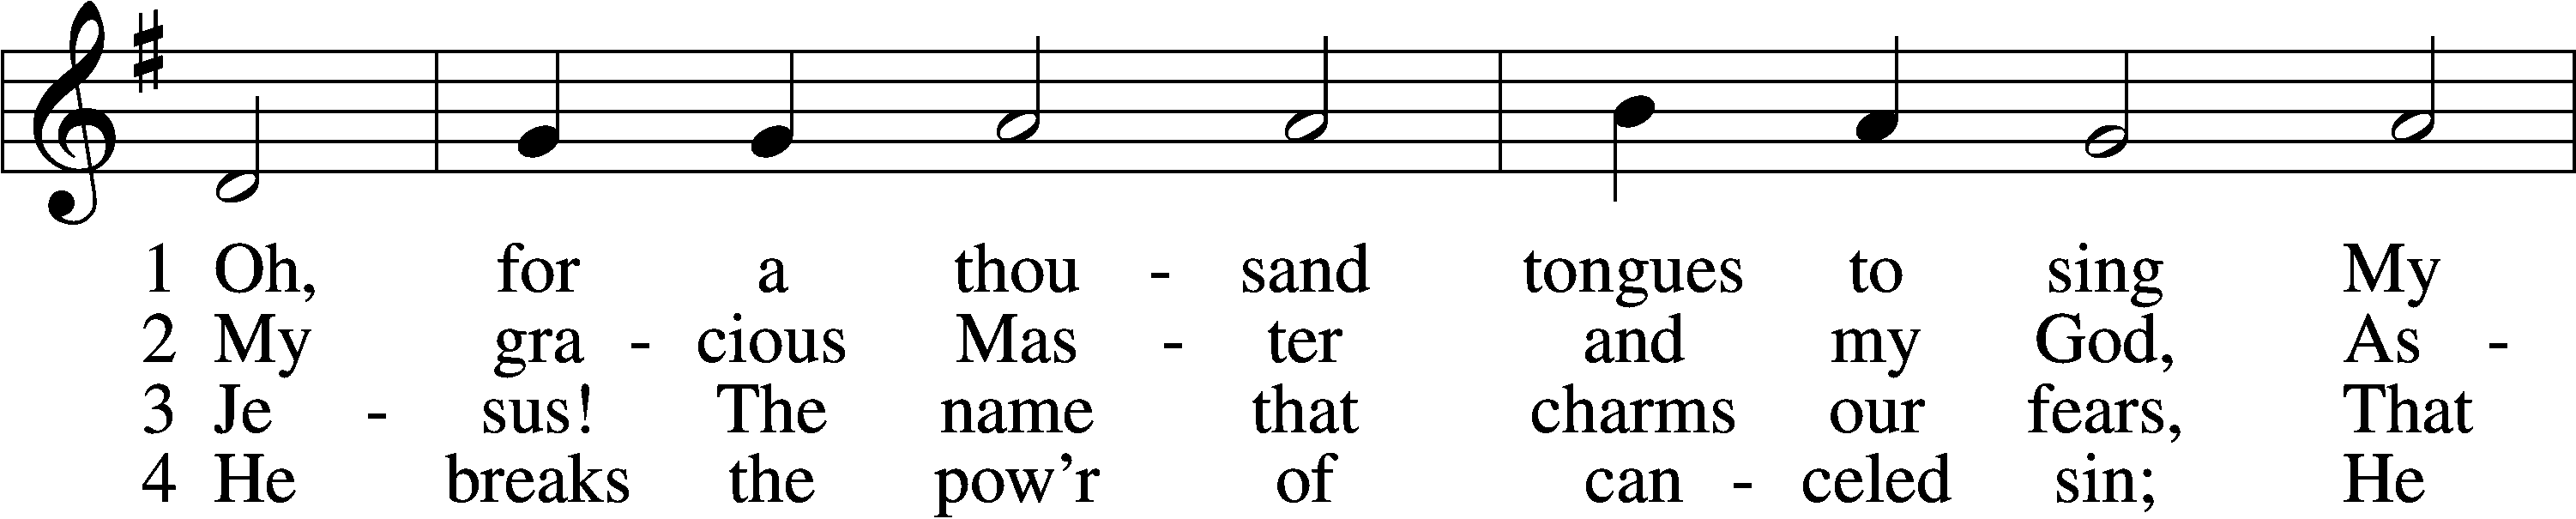 1 Oh, for a thou - sand tongues to sing My
2 My gra - cious Mas - ter and my God, As -
3 Je - sus! The name that charms our fears, That
4 He breaks the pow’r of can - celed sin; He